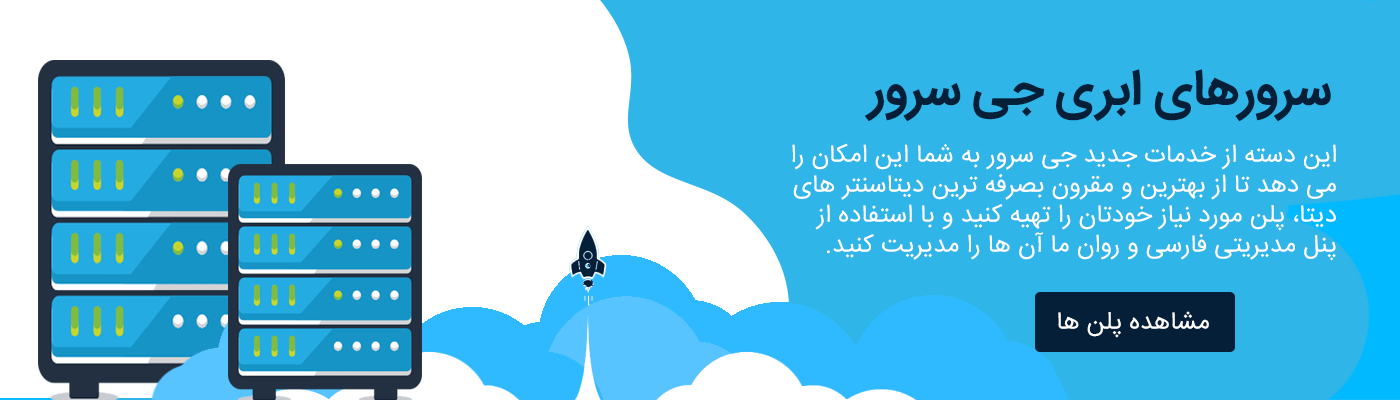 سرورهای ابری جی سرور
این دسته از خدمات جدید جی سرور به شما این امکان را
می دهد تا از بهترین و مقرون بصرفه ترین دیتاسنتر های
دیتا، پلن مورد نیاز خودتان را تهیه کنید و با استفاده از
پنل مدیریتی فارسی و روان ما آن ها را مدیریت کنید.
مشاهده پلن ها